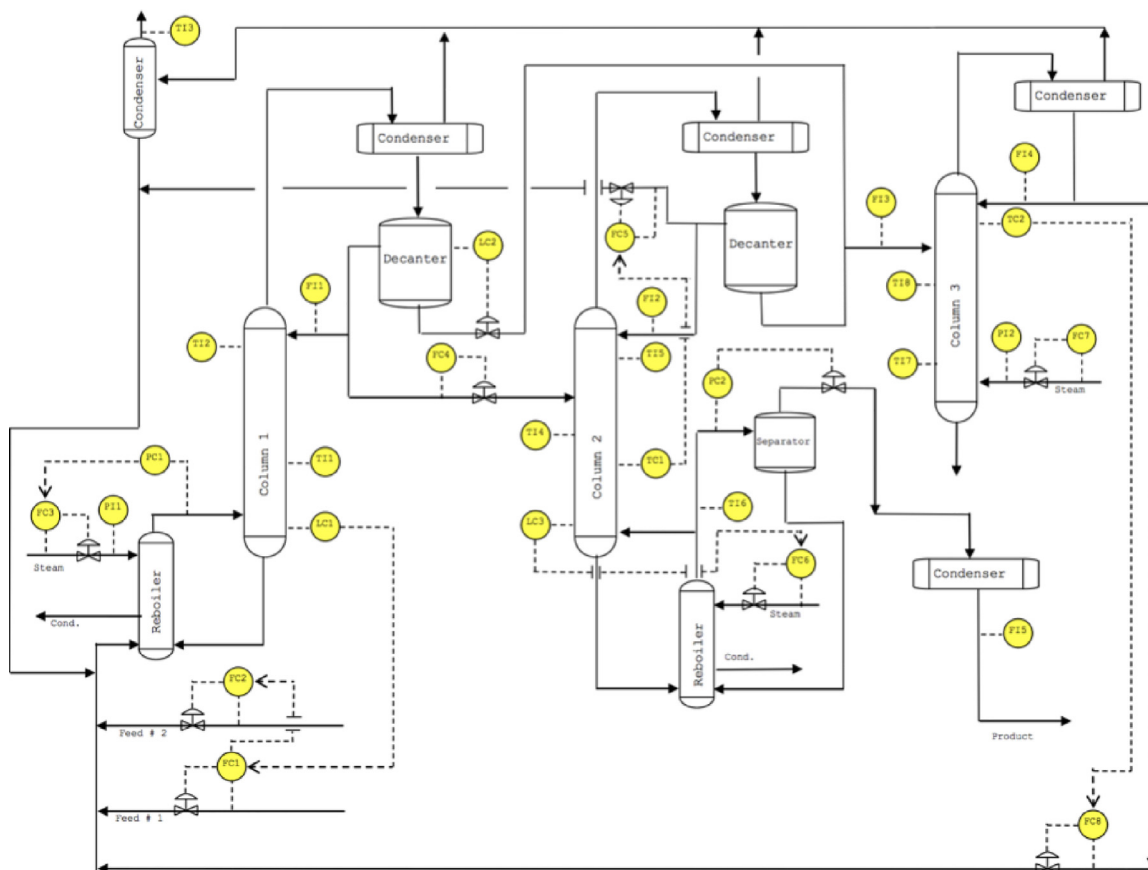 TI3
Condenser
Condenser
Condenser
Condenser
FI4
TC2
FI3
FC5
LC2
Decanter
Decanter
FI1
FI2
TI8
Column 3
PI2
FC7
TI2
FC4
TI5
PC2
TI7
Steam
TI4
Separator
Column 1
Column 2
PC1
TI1
TC1
FC3
PI1
LC1
LC3
TI6
Steam
FC6
Reboiler
Condenser
Steam
Cond.
Reboiler
Cond.
FI5
FC2
Feed # 2
Product
FC1
Feed # 1
FC8